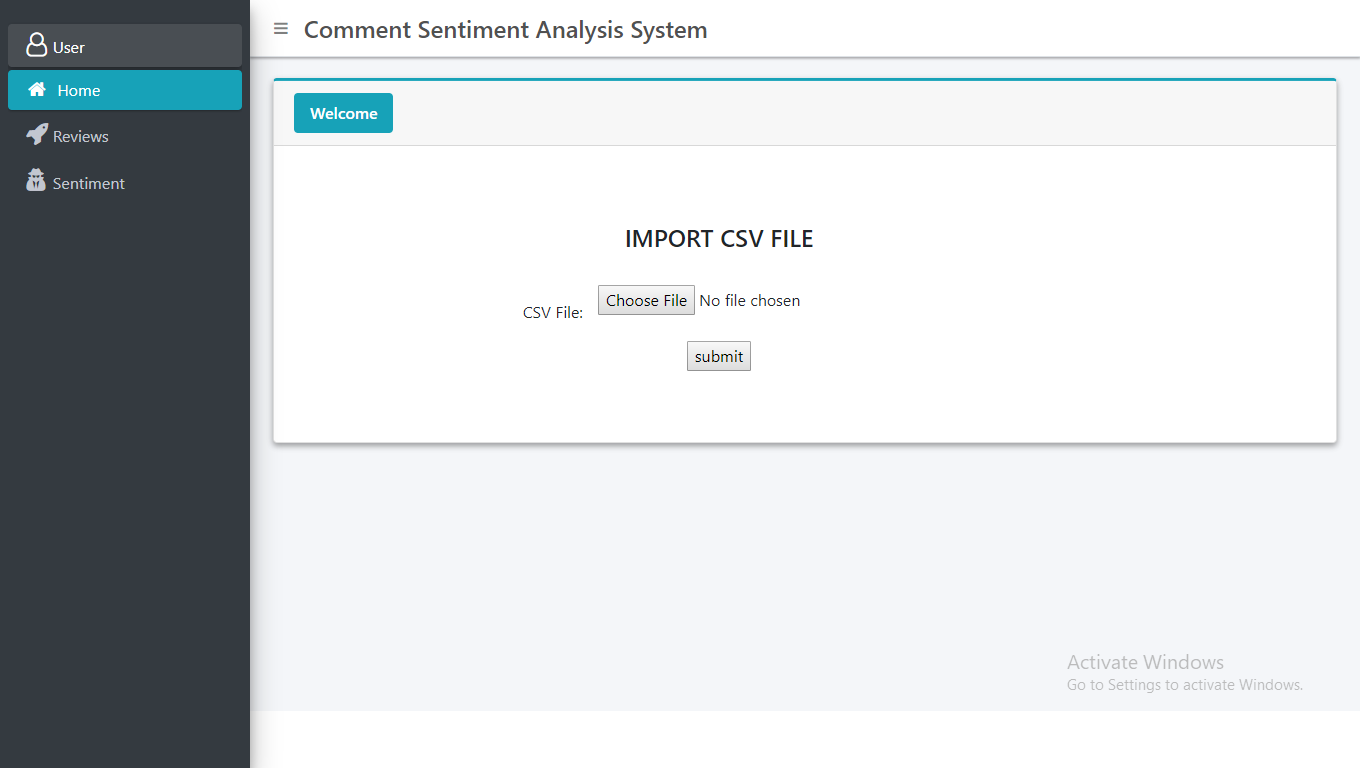 User
Home
Reviews
Sentiment
Comment Sentiment Analysis System
Welcome
IMPORT CSV FILE
CSV File: Choose File No file chosen
submit
Activate Windows
Go to Settings to activate Windows.